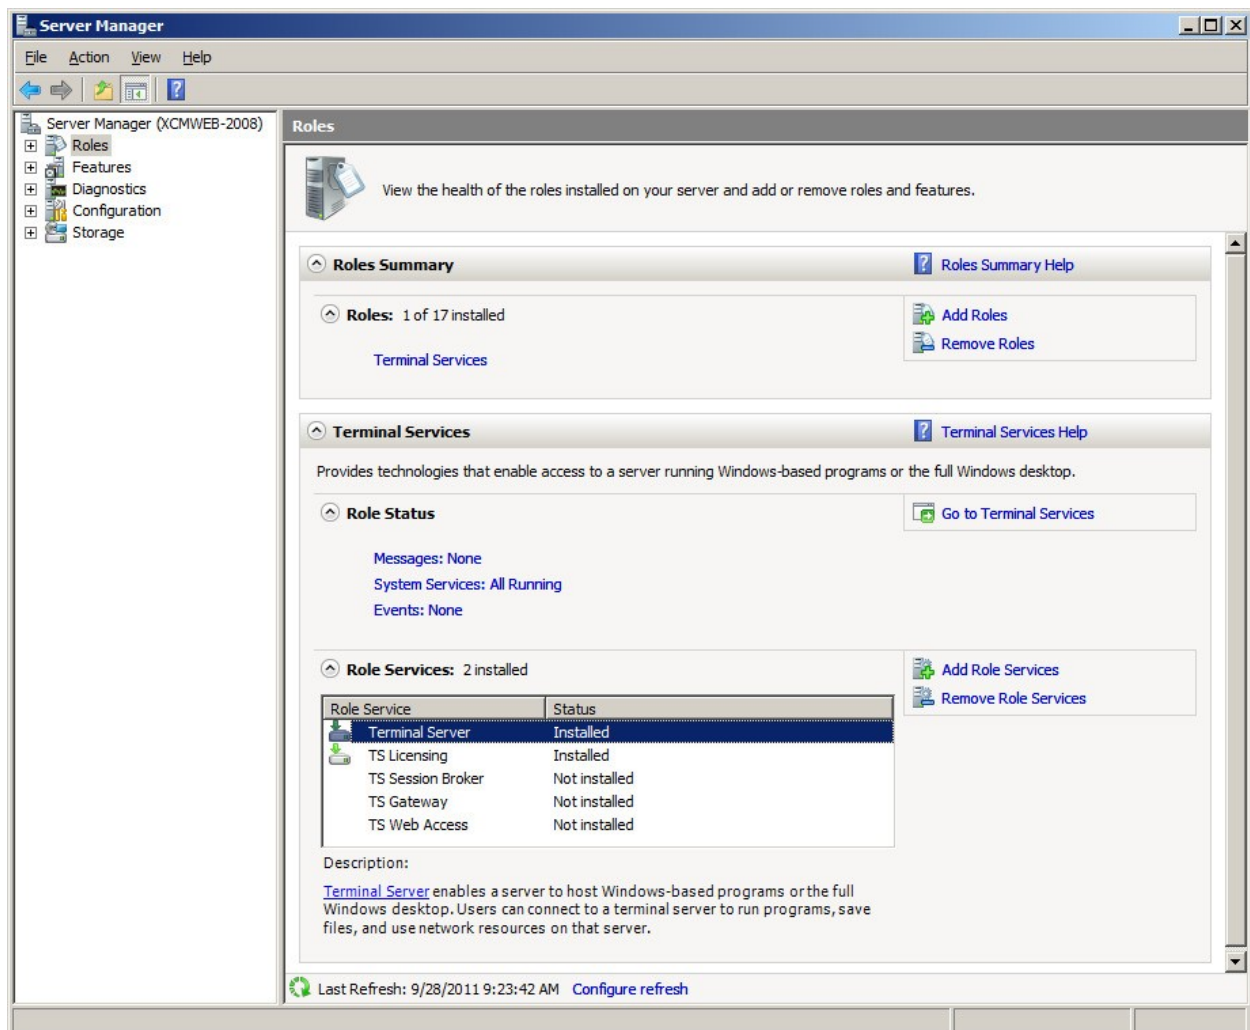 Server Manager
File Action View Help
Server Manager (XCMWEB-2008)
Roles
Features
Diagnostics
Configuration
Storage
Roles
View the health of the roles installed on your server and add or remove roles and features.
Roles Summary
Roles Summary Help
Roles: 1 of 17 installed
Add Roles
Remove Roles
Terminal Services
Terminal Services
Terminal Services Help
Provides technologies that enable access to a server running Windows-based programs or the full Windows desktop.
Role Status
Go to Terminal Services
Messages: None
System Services: All Running
Events: None
Role Services: 2 installed
Add Role Services
Remove Role Services
Role Service Status
Terminal Server Installed
TS Licensing Installed
TS Session Broker Not installed
TS Gateway Not installed
TS Web Access Not installed
Description:
Terminal Server enables a server to host Windows-based programs or the full
Windows desktop. Users can connect to a terminal server to run programs, save
files, and use network resources on that server.
Last Refresh: 9/28/2011 9:23:42 AM Configure refresh